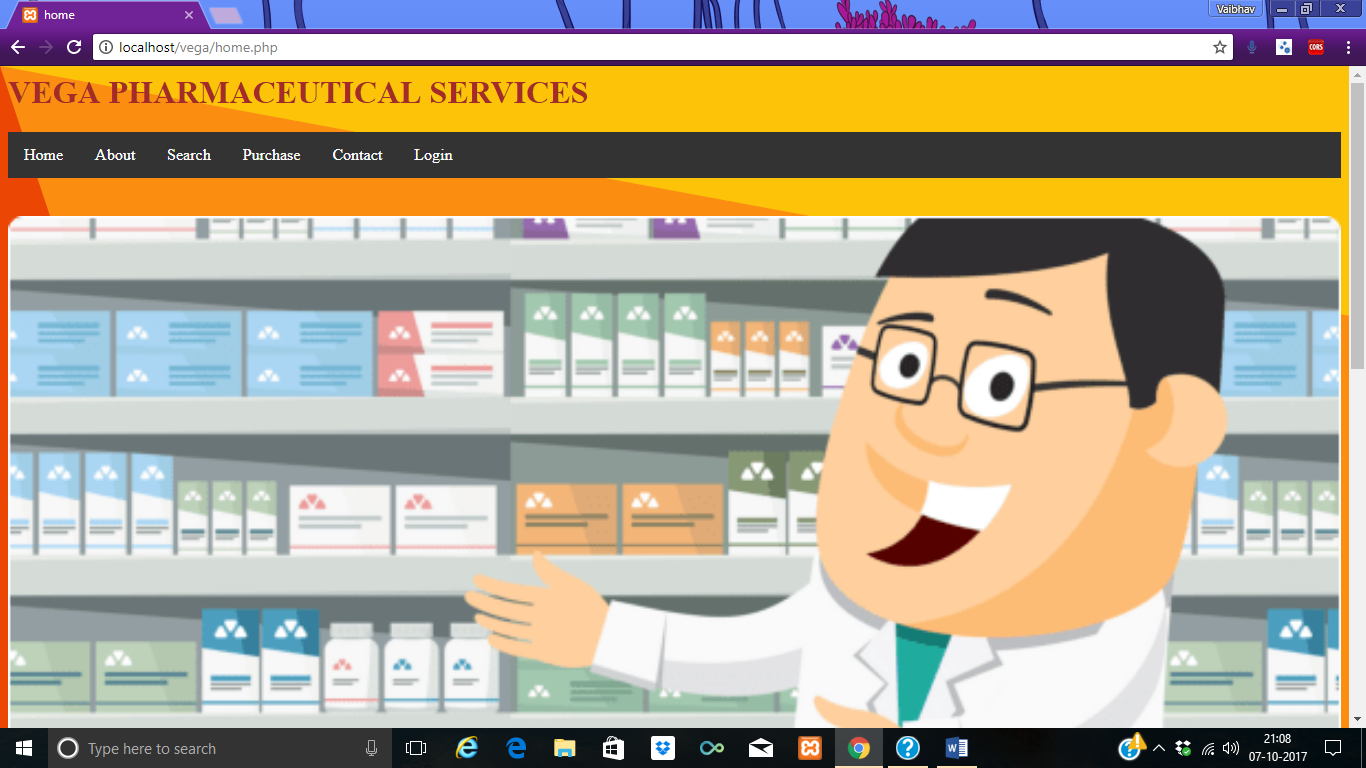 home
Vaibhav
localhost/vega/home.php
CORS
VEGA PHARMACEUTICAL SERVICES
Home About Search Purchase Contact Login
Type here to search
21:08
07-10-2017